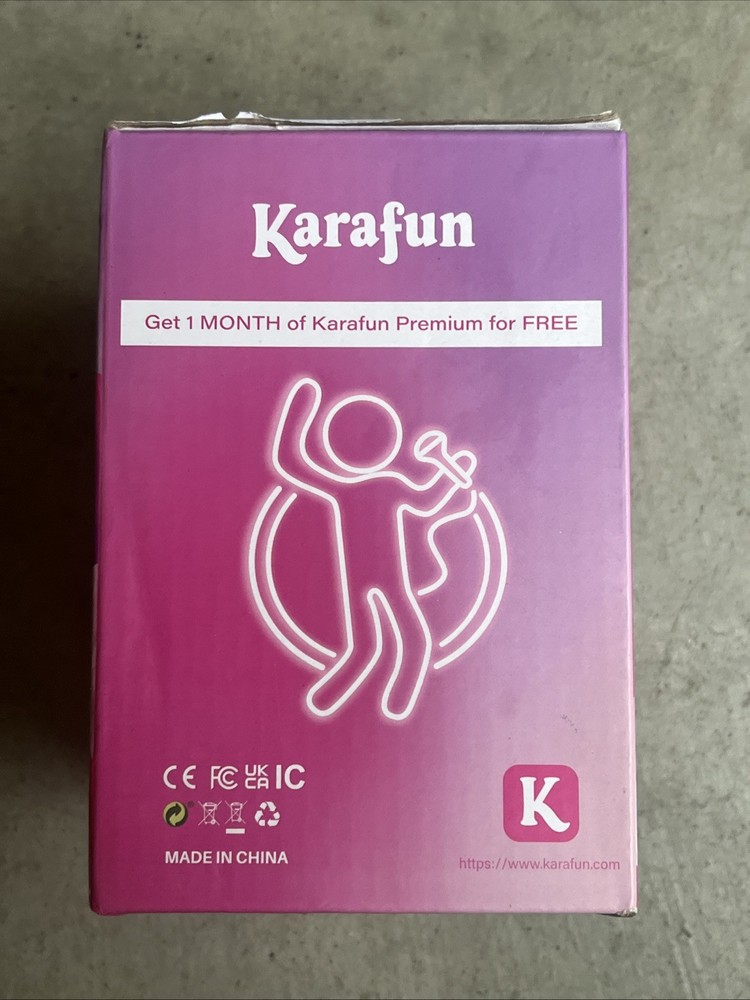 Karafun
Get 1 MONTH of Karafun Premium for FREE
CE FC UK CA IC
MADE IN CHINA
K
https://www.karafun.com